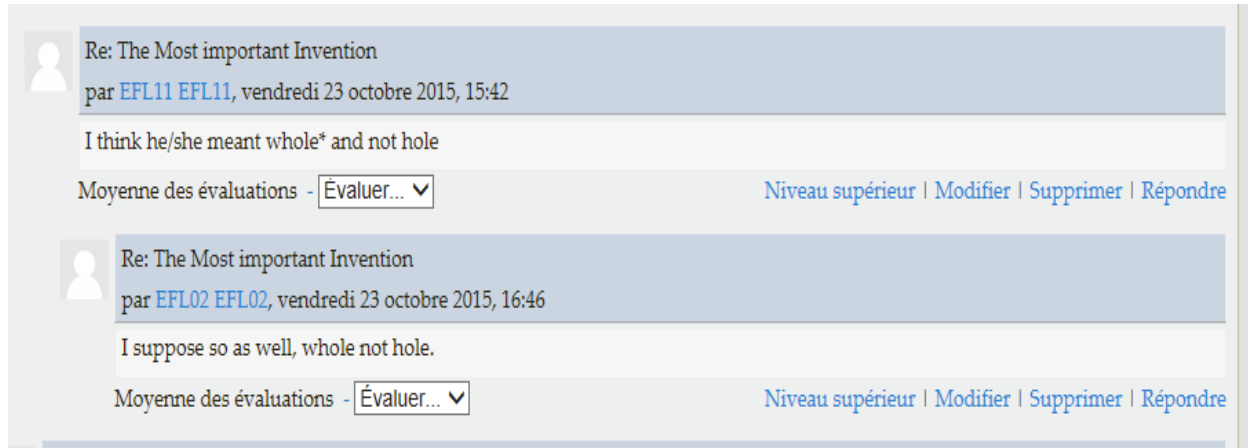 Re: The Most important Invention
par EFL11 EFL11, vendredi 23 octobre 2015, 15:42
I think he/she meant whole* and not hole
Moyenne des évaluations - Évaluer... Niveau supérieur | Modifier | Supprimer | Répondre
Re: The Most important Invention
par EFL02 EFL02, vendredi 23 octobre 2015, 16:46
I suppose so as well, whole not hole.
Moyenne des évaluations - Évaluer... Niveau supérieur | Modifier | Supprimer | Répondre